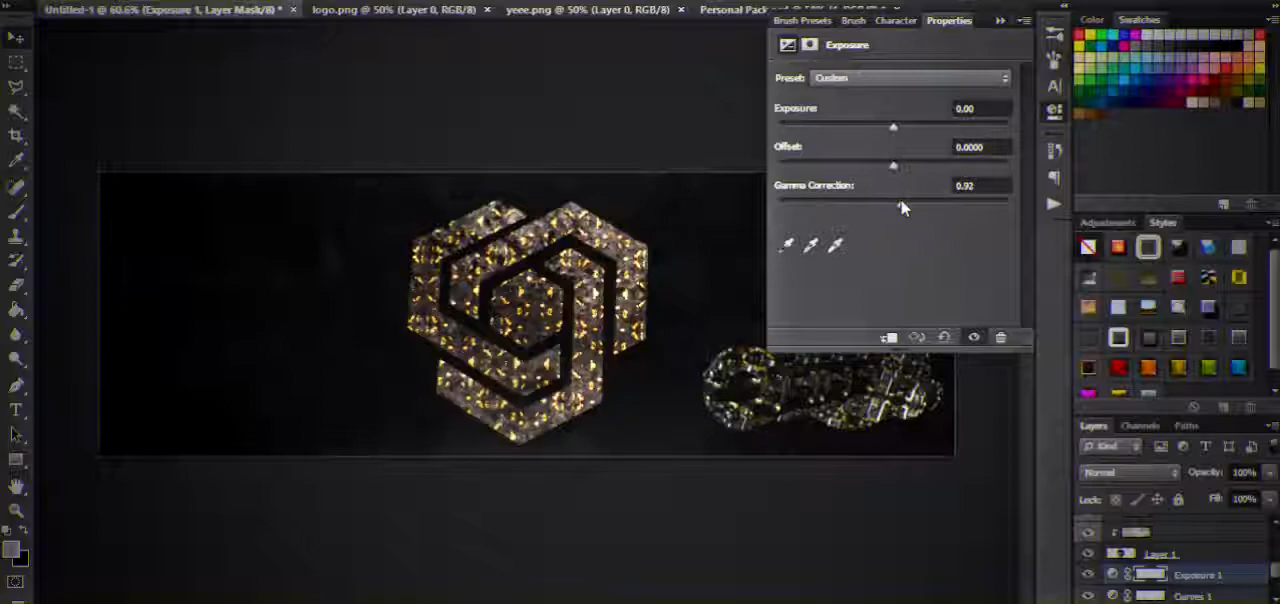 Untitled-1 @ 60.6% (Exposure 1, Layer Mask/8) *
logo.png @ 50% (Layer 0, RGB/8)
yeee.png @ 50% (Layer 0, RGB/8)
Personal Pack
Brush Presets
Brush
Character
Properties
Color
Swatches
Exposure
Preset: Custom
Exposure: 0.00
Offset: 0.0000
Gamma Correction: 0.92
Adjustments
Styles
Layers
Channels
Paths
Kind
Normal
Opacity: 100%
Lock:
Fill: 100%
Layer 1
Exposure 1
Curves 1